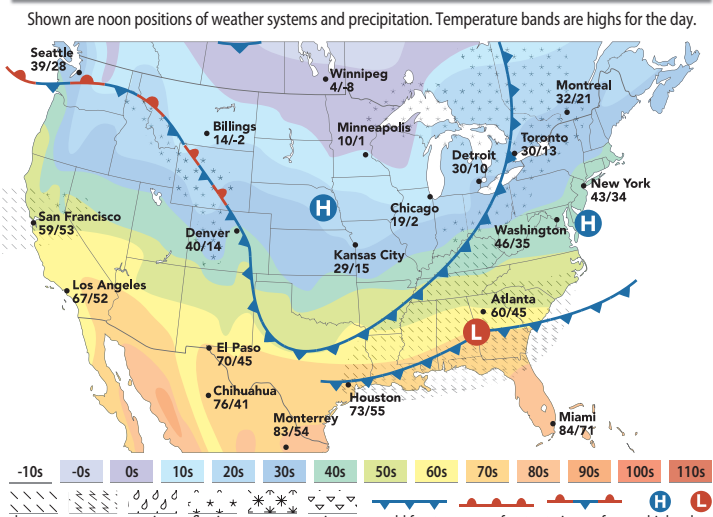 Shown are noon positions of weather systems and precipitation. Temperature bands are highs for the day.
Seattle
39/28
Winnipeg
4/-8
Montreal
32/21
Billings
14/-2
Minneapolis
10/1
Toronto
30/13
Detroit
30/10
New York
43/34
San Francisco
59/53
H
Chicago
19/2
H
Denver
40/14
Washington
46/35
Kansas City
29/15
Los Angeles
67/52
Atlanta
60/45
L
El Paso
70/45
Chihuahua
76/41
Houston
73/55
Monterrey
83/54
Miami
84/71
-10s -0s 0s 10s 20s 30s 40s 50s 60s 70s 80s 90s 100s 110s
H L